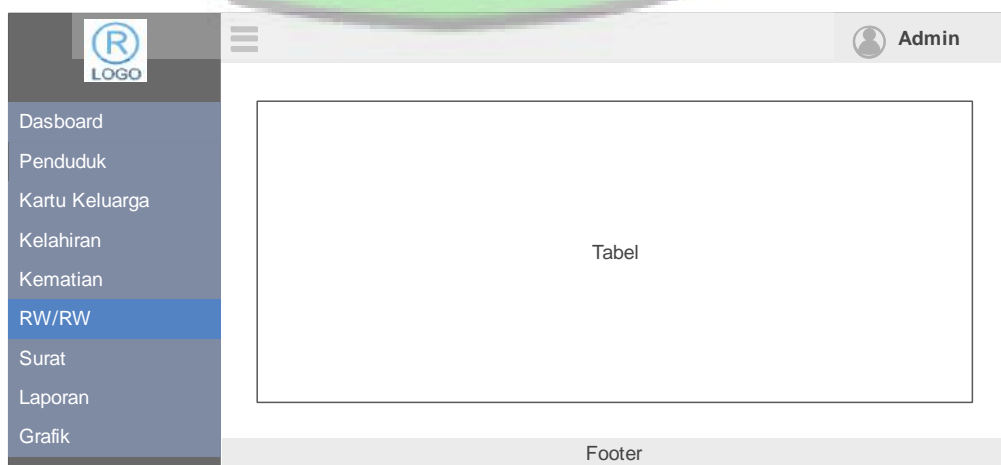 R
LOGO
Admin
Dasboard
Penduduk
Kartu Keluarga
Kelahiran
Kematian
RW/RW
Surat
Laporan
Grafik
Tabel
Footer